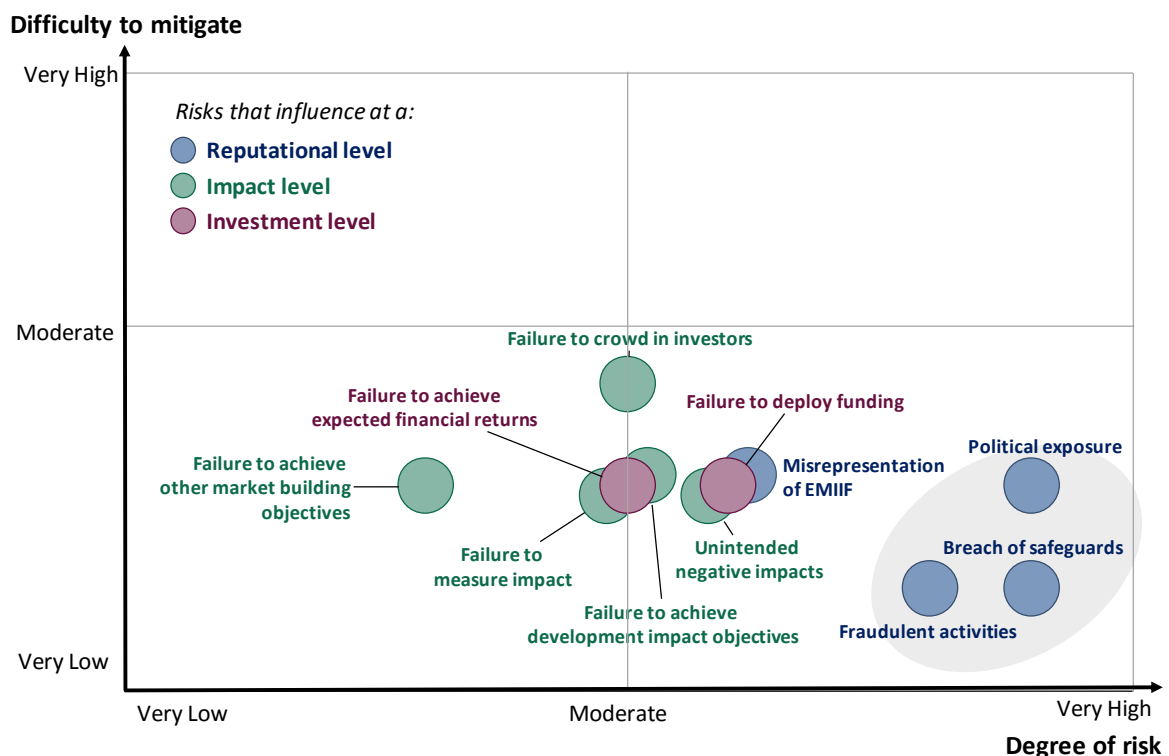 Difficulty to mitigate
Very High
Risks that influence at a:
Reputational level
Impact level
Investment level
Moderate
Failure to crowd in investors
Failure to achieve
expected financial returns
Failure to deploy funding
Failure to achieve
other market building
objectives
Misrepresentation
of EMIIF
Political exposure
Failure to
measure impact
Unintended
negative impacts
Breach of safeguards
Failure to achieve
development impact objectives
Fraudulent activities
Very Low
Very Low
Moderate
Very High
Degree of risk